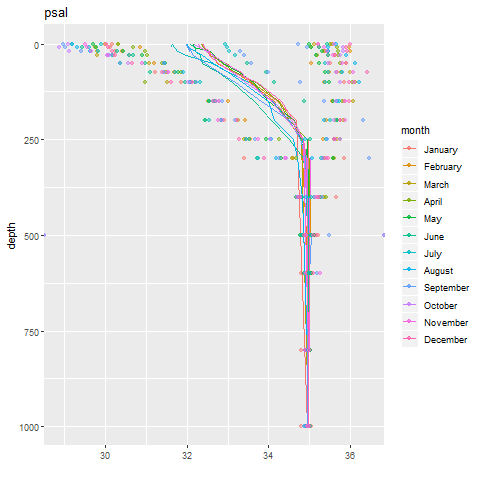 psal
0
250
500
750
1000
depth
30
32
34
36
month
January
February
March
April
May
June
July
August
September
October
November
December